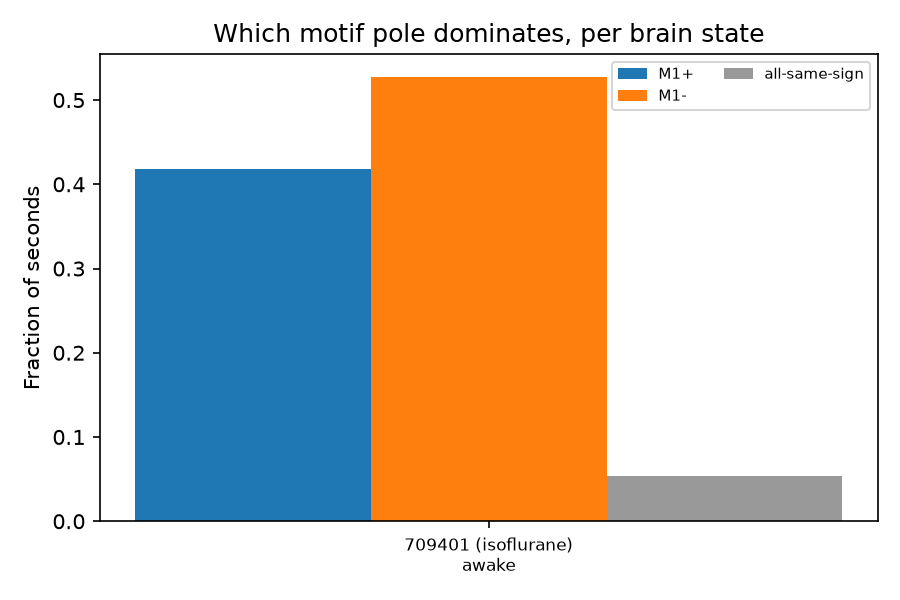 Which motif pole dominates, per brain state
M1+
M1-
all-same-sign
Fraction of seconds
0.5
0.4
0.3
0.2
0.1
0.0
709401 (isoflurane)
awake